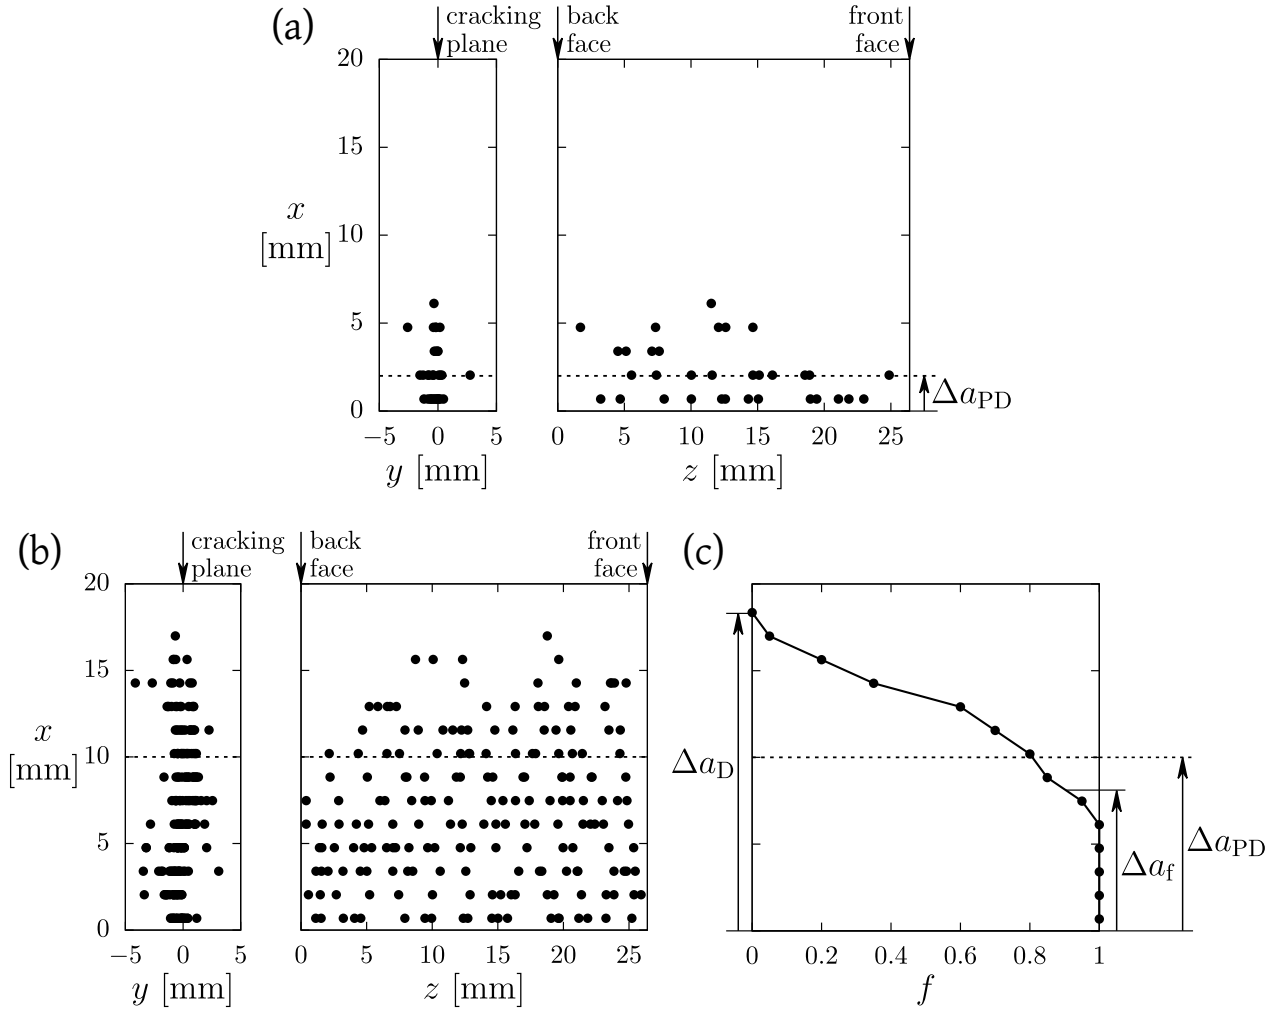 (a)
cracking
plane
back
face
front
face
20
15
10
5
0
x
[mm]
−5 0 5
y [mm]
0 5 10 15 20 25
z [mm]
Δa_PD
(b)
cracking
plane
back
face
front
face
20
15
10
5
0
x
[mm]
−5 0 5
y [mm]
0 5 10 15 20 25
z [mm]
(c)
Δa_D
Δa_f
Δa_PD
0 0.2 0.4 0.6 0.8 1
f